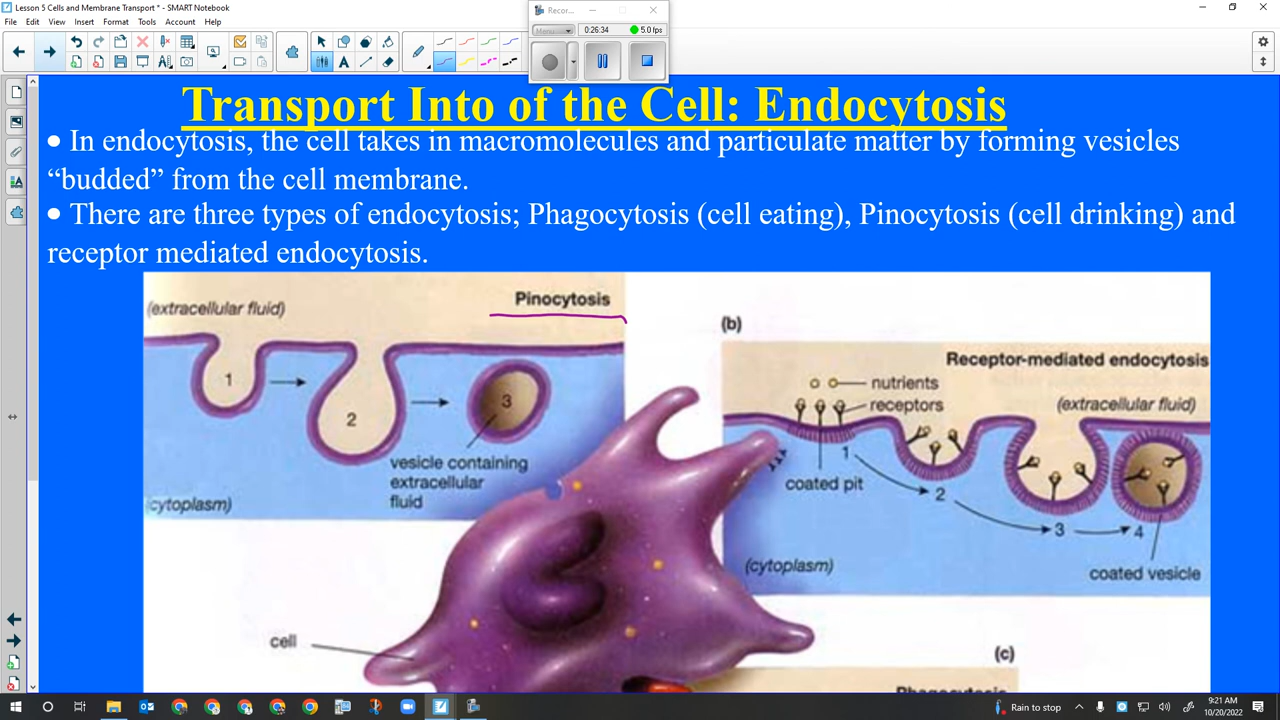 Lesson 5 Cells and Membrane Transport * - SMART Notebook
File Edit View Insert Format Tools Account Help
Recor...
Menu
0:26:34
5.0 fps
Transport Into of the Cell: Endocytosis
• In endocytosis, the cell takes in macromolecules and particulate matter by forming vesicles
“budded” from the cell membrane.
• There are three types of endocytosis; Phagocytosis (cell eating), Pinocytosis (cell drinking) and
receptor mediated endocytosis.
Pinocytosis
(extracellular fluid)
1
2
3
vesicle containing
extracellular
fluid
(cytoplasm)
(b)
Receptor-mediated endocytosis
nutrients
receptors
(extracellular fluid)
coated pit
1
2
3
4
(cytoplasm)
coated vesicle
cell
(c)
Phagocytosis
Rain to stop
9:21 AM
10/20/2022